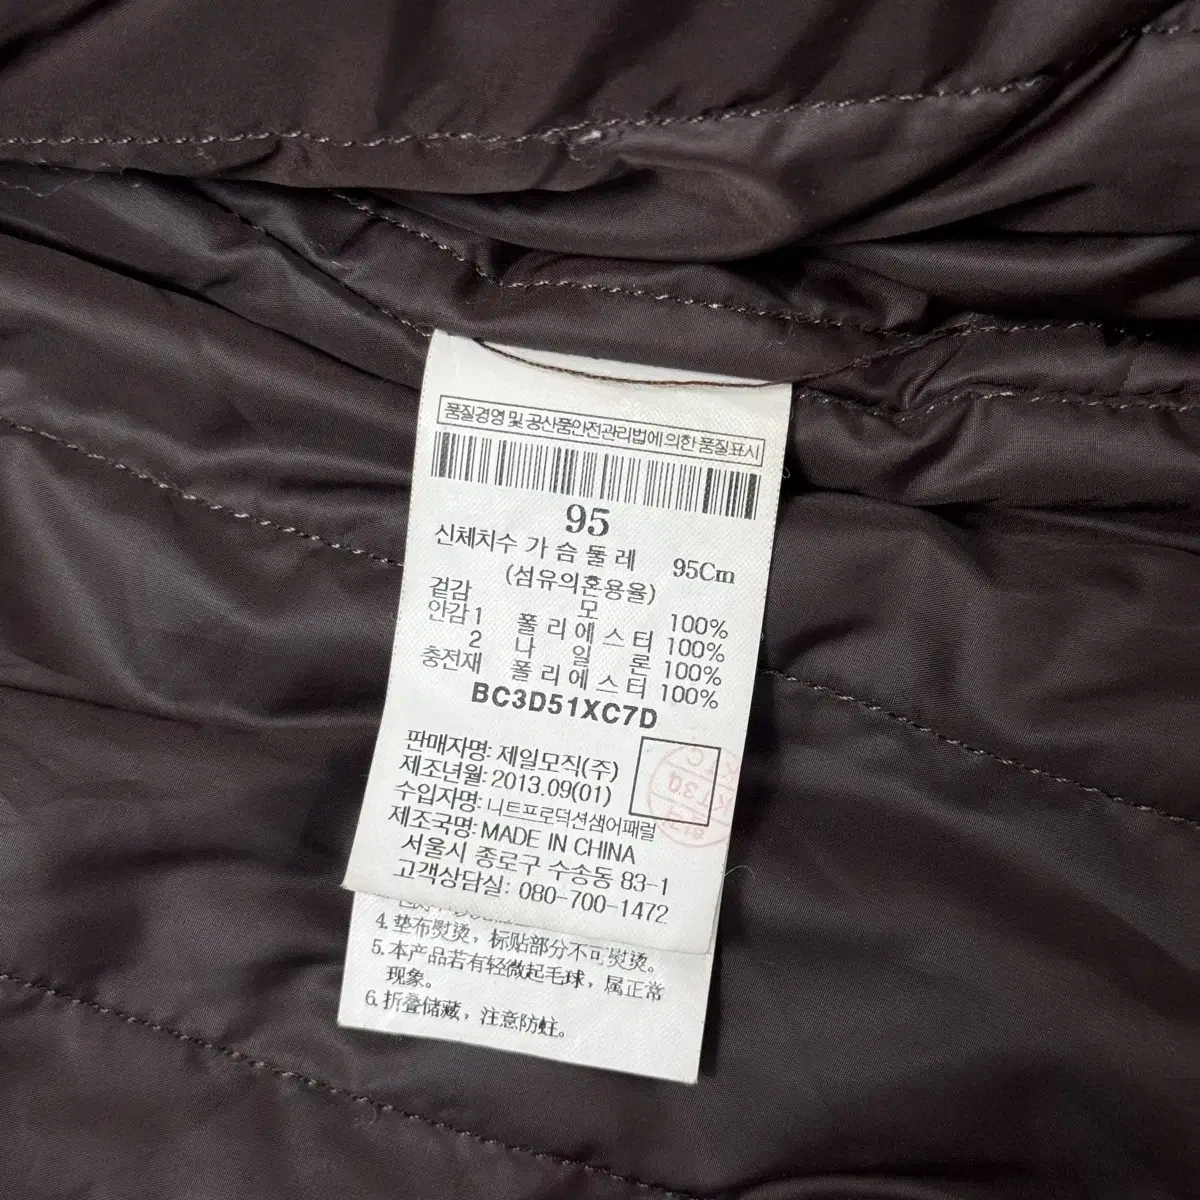 품질경영 및 공산품안전관리법에 의한 품질표시
95
신체치수 가 슴 둘 레 95Cm
(섬유의혼용율)
겉감 모 100%
안감1 폴 리 에 스 터 100%
2 나 일 론 100%
충전재 폴 리 에 스 터 100%
BC3D51XC7D
판매자명: 제일모직(주)
제조년월: 2013.09(01)
수입자명: 니트프로덕션샘어패럴
제조국명: MADE IN CHINA
서울시 종로구 수송동 83-1
고객상담실: 080-700-1472
4. 垫布熨烫，标贴部分不可熨烫。
5. 本产品若有轻微起毛球，属正常
现象。
6. 折叠储藏，注意防蛀。